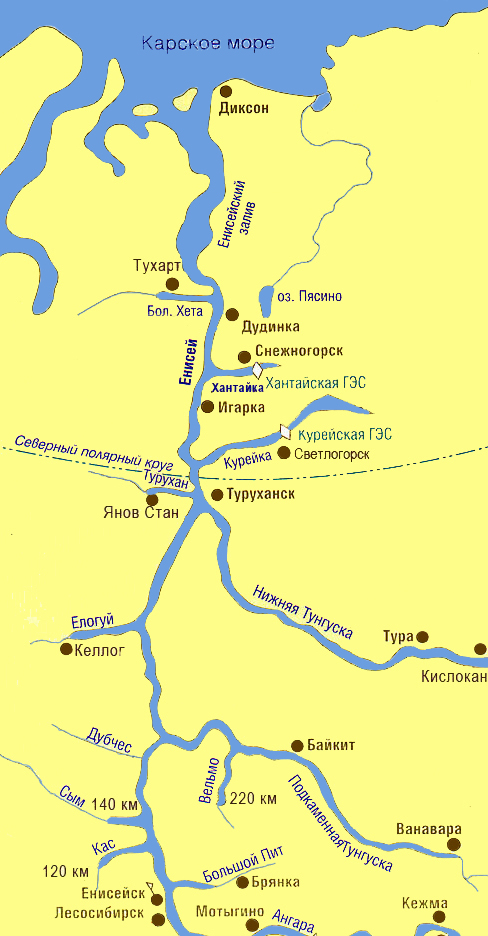 Карское море
Диксон
Енисейский
залив
Тухарт
оз. Пясино
Бол. Хета
Дудинка
Снежногорск
Енисей
Хантайка
Хантайская ГЭС
Игарка
Курейская ГЭС
Северный полярный круг
Курейка
Светлогорск
Турухан
Туруханск
Янов Стан
Нижняя Тунгуска
Елогуй
Тура
Келлог
Кислокан
Дубчес
Байкит
Вельмо
Подкаменная Тунгуска
Сым
140 км
220 км
Ванавара
Кас
120 км
Большой Пит
Брянка
Енисейск
Лесосибирск
Мотыгино
Ангара
Кежма